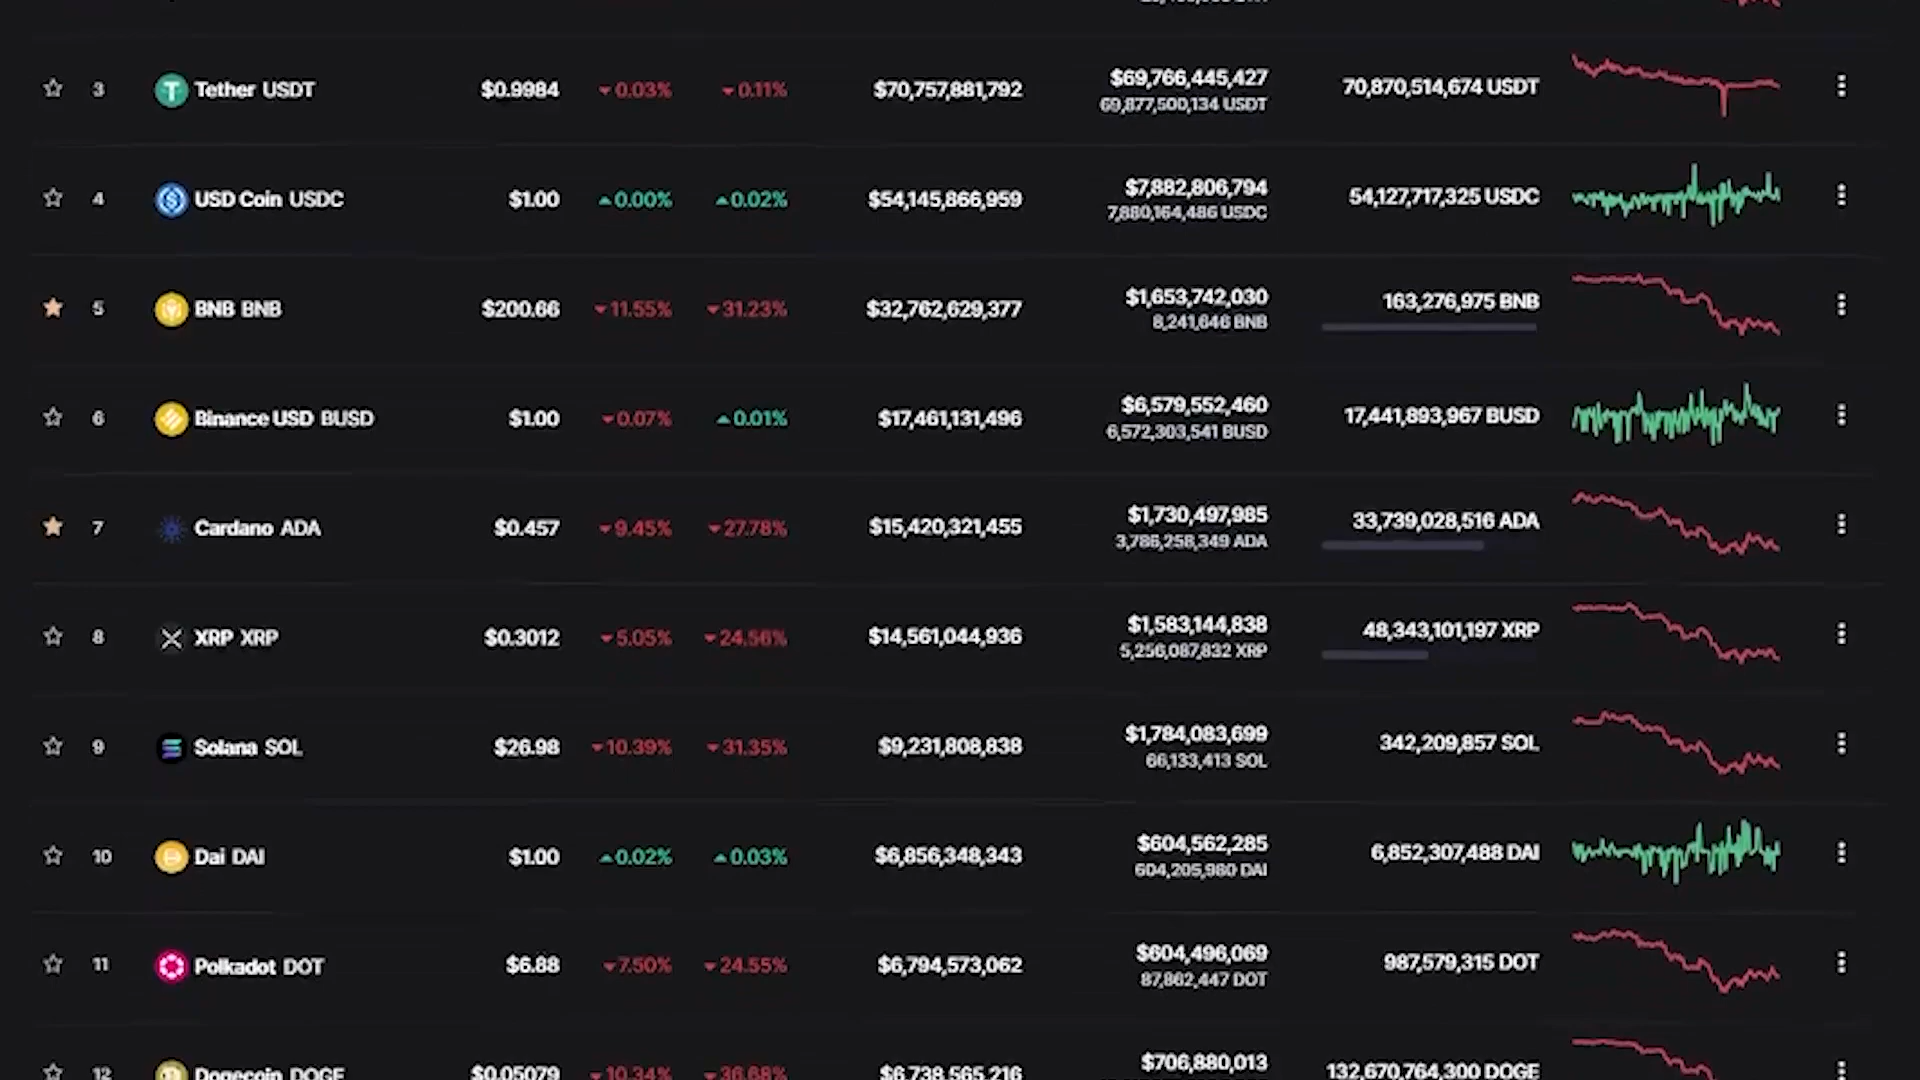 3 Tether USDT $0.9984 0.03% 0.11% $70,757,881,792 $69,766,445,427 70,870,514,674 USDT
69,877,500,134 USDT
4 USD Coin USDC $1.00 0.00% 0.02% $54,145,866,959 $7,882,806,794 54,127,717,325 USDC
7,880,164,486 USDC
5 BNB BNB $200.66 11.55% 31.23% $32,762,629,377 $1,653,742,030 163,276,975 BNB
8,241,646 BNB
6 Binance USD BUSD $1.00 0.07% 0.01% $17,461,131,496 $6,579,552,460 17,441,893,967 BUSD
6,572,303,541 BUSD
7 Cardano ADA $0.457 9.45% 27.78% $15,420,321,455 $1,730,497,985 33,739,028,516 ADA
3,786,258,349 ADA
8 XRP XRP $0.3012 5.05% 24.56% $14,561,044,936 $1,583,144,838 48,343,101,197 XRP
5,256,087,832 XRP
9 Solana SOL $26.98 10.39% 31.35% $9,231,808,838 $1,784,083,699 342,209,857 SOL
66,133,413 SOL
10 Dai DAI $1.00 0.02% 0.03% $6,856,348,343 $604,562,285 6,852,307,488 DAI
604,205,980 DAI
11 Polkadot DOT $6.88 7.50% 24.55% $6,794,573,062 $604,496,069 987,579,315 DOT
87,862,447 DOT
12 Dogecoin DOGE $0.05079 10.34% 36.68% $6,738,565,216 $706,880,013 132,670,764,300 DOGE